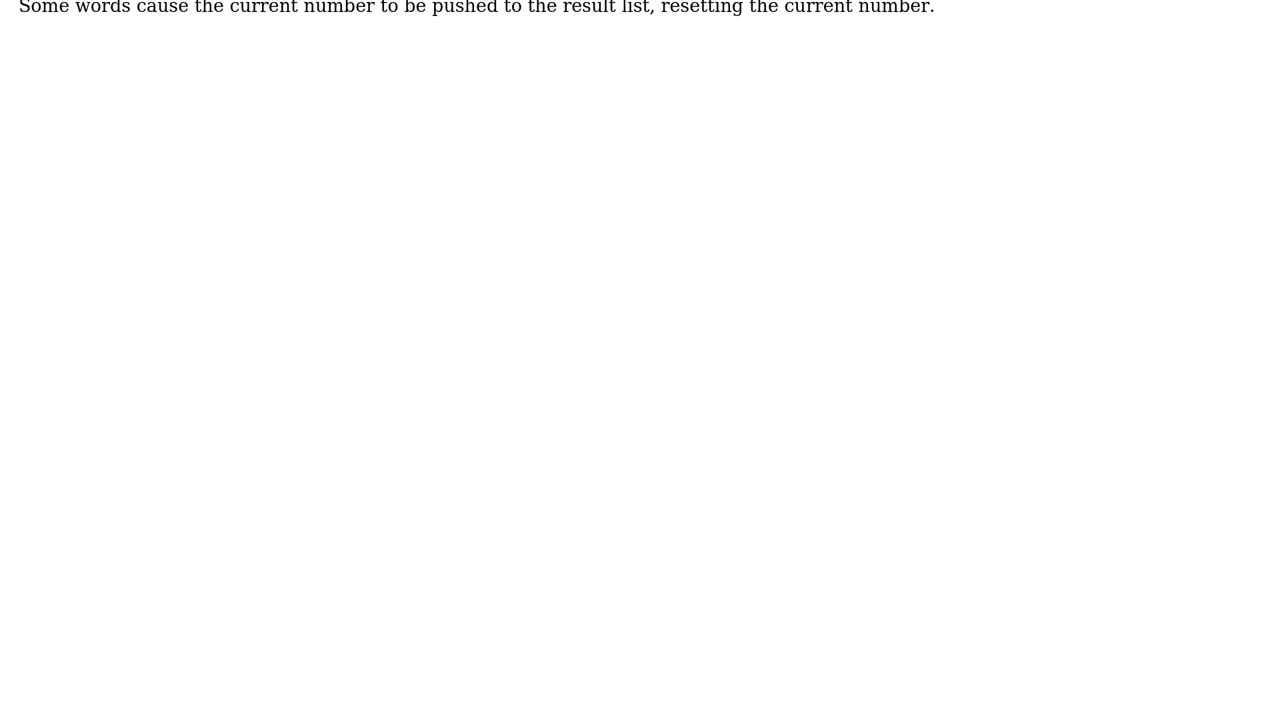 Some words cause the current number to be pushed to the result list, resetting the current number.